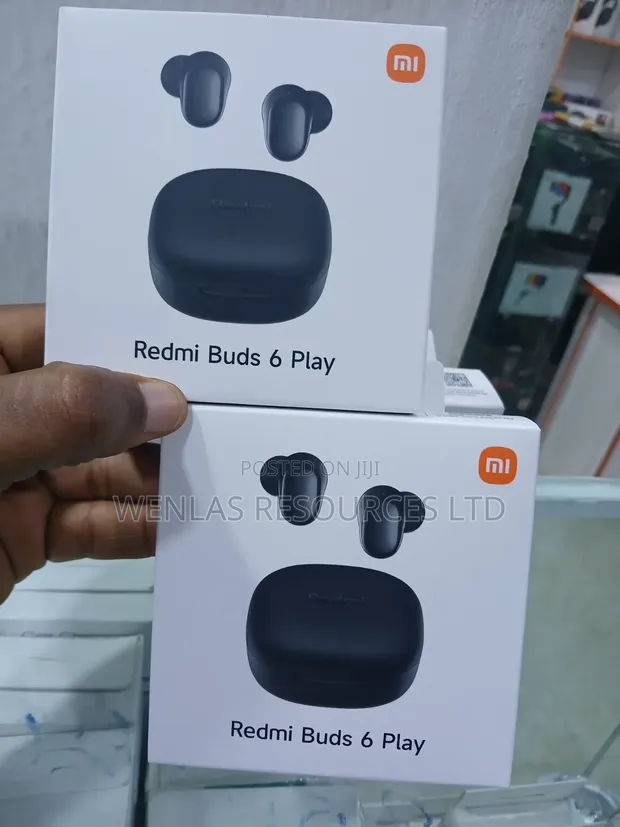 mi
Redmi Buds 6 Play
mi
POSTED ON JIJI
WENLAS RESOURCES LTD
Redmi Buds 6 Play